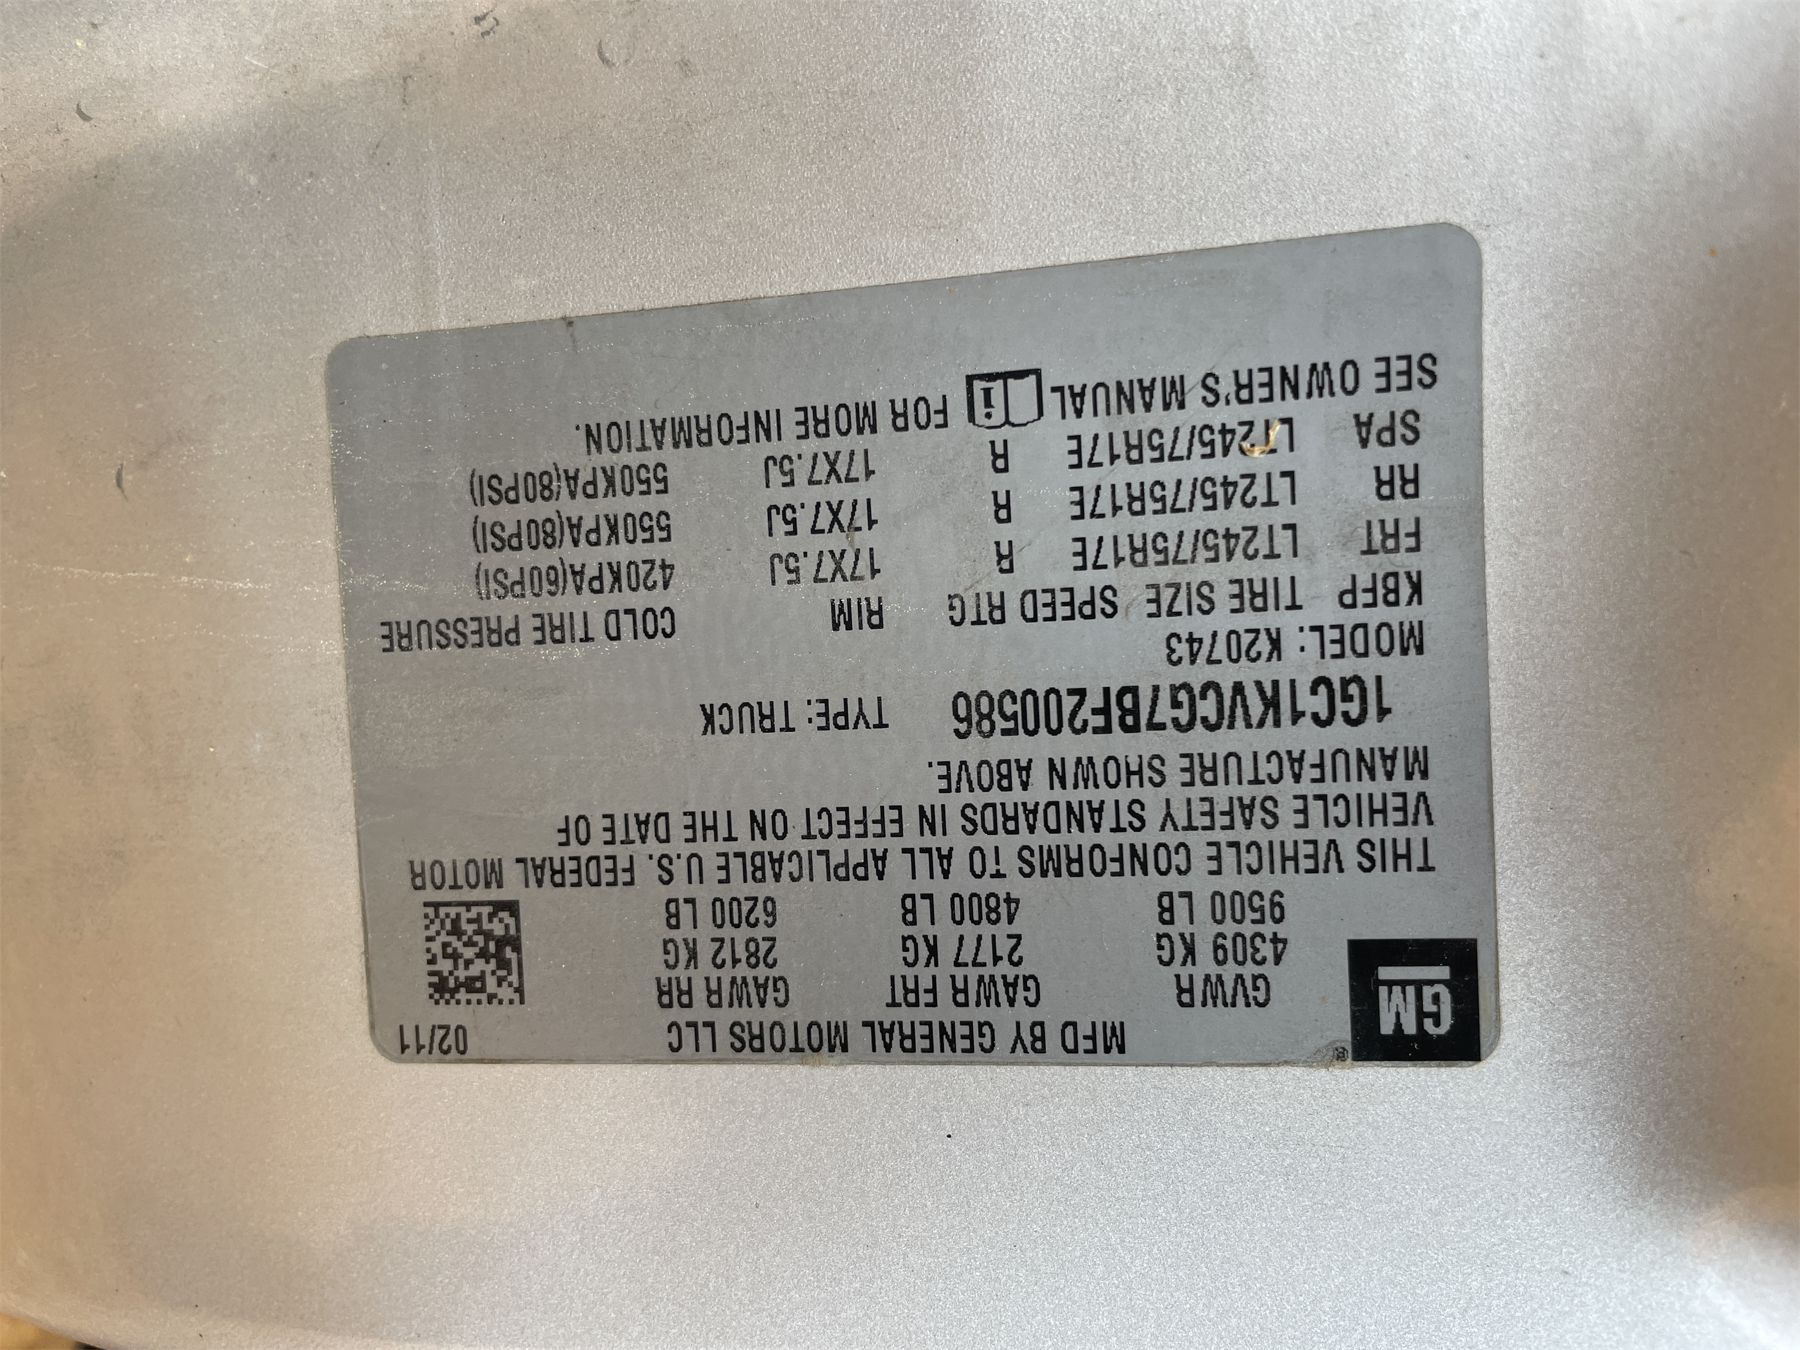 GM®
MFD BY GENERAL MOTORS LLC 02/11
GVWR GAWR FRT GAWR RR
4309 KG 2177 KG 2812 KG
9500 LB 4800 LB 6200 LB
THIS VEHICLE CONFORMS TO ALL APPLICABLE U.S. FEDERAL MOTOR
VEHICLE SAFETY STANDARDS IN EFFECT ON THE DATE OF
MANUFACTURE SHOWN ABOVE.
1GC1KVCG7BF200586 TYPE: TRUCK
MODEL: K20743
KBFP TIRE SIZE SPEED RTG RIM COLD TIRE PRESSURE
FRT LT245/75R17E R 17X7.5J 420KPA(60PSI)
RR LT245/75R17E R 17X7.5J 550KPA(80PSI)
SPA LT245/75R17E R 17X7.5J 550KPA(80PSI)
SEE OWNER'S MANUAL i FOR MORE INFORMATION.